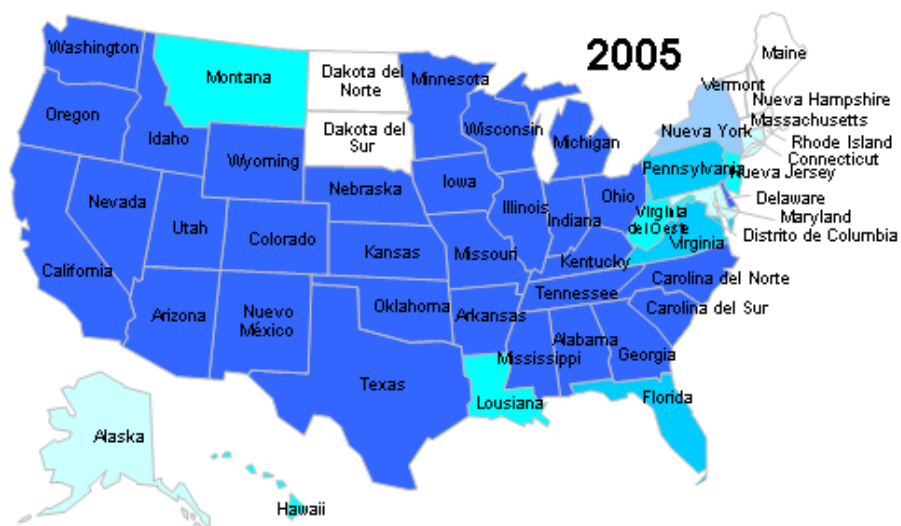 2005
Maine
Washington
Montana
Dakota del
Norte
Minnesota
Vermont
Nueva Hampshire
Oregon
Massachusetts
Dakota del
Sur
Wisconsin
Nueva York
Idaho
Michigan
Rhode Island
Connecticut
Wyoming
Pennsylvania
Nueva Jersey
Nebraska
Iowa
Ohio
Nevada
Delaware
Illinois
Indiana
Virginia
del Oeste
Maryland
Utah
Colorado
Distrito de Columbia
Virginia
California
Kansas
Missouri
Kentucky
Carolina del Norte
Tennessee
Oklahoma
Carolina del Sur
Arizona
Nuevo
México
Arkansas
Alabama
Mississippi
Georgia
Texas
Florida
Lousiana
Alaska
Hawaii